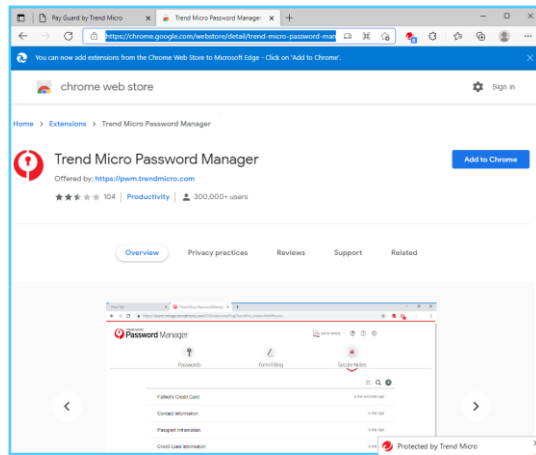 Pay Guard by Trend Micro
Trend Micro Password Manager
https://chrome.google.com/webstore/detail/trend-micro-password-man
You can now add extensions from the Chrome Web Store to Microsoft Edge - Click on 'Add to Chrome'.
chrome web store
Sign in
Home > Extensions > Trend Micro Password Manager
Trend Micro Password Manager
Add to Chrome
Offered by: https://pwm.trendmicro.com
104 | Productivity | 300,000+ users
Overview Privacy practices Reviews Support Related
Password Manager
Passwords Form Filling Secure Notes
Father's Credit Card
Contact Information
Passport Information
Credit Card Information
Protected by Trend Micro